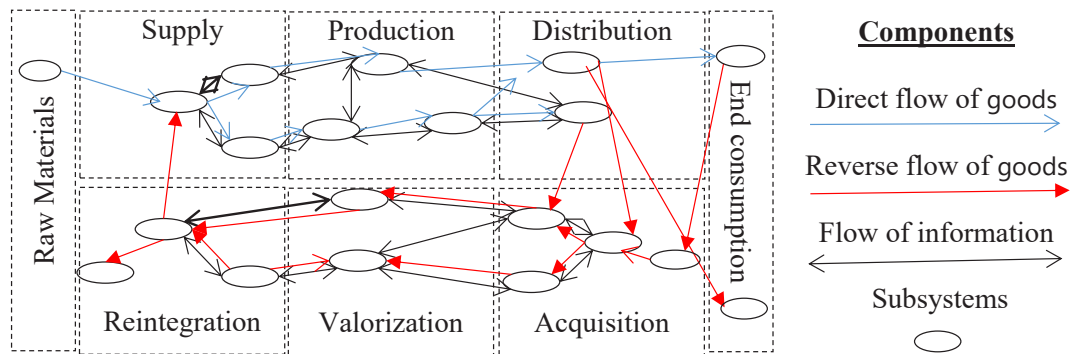 Supply
Production
Distribution
Raw Materials
End consumption
Reintegration
Valorization
Acquisition
Components
Direct flow of goods
Reverse flow of goods
Flow of information
Subsystems